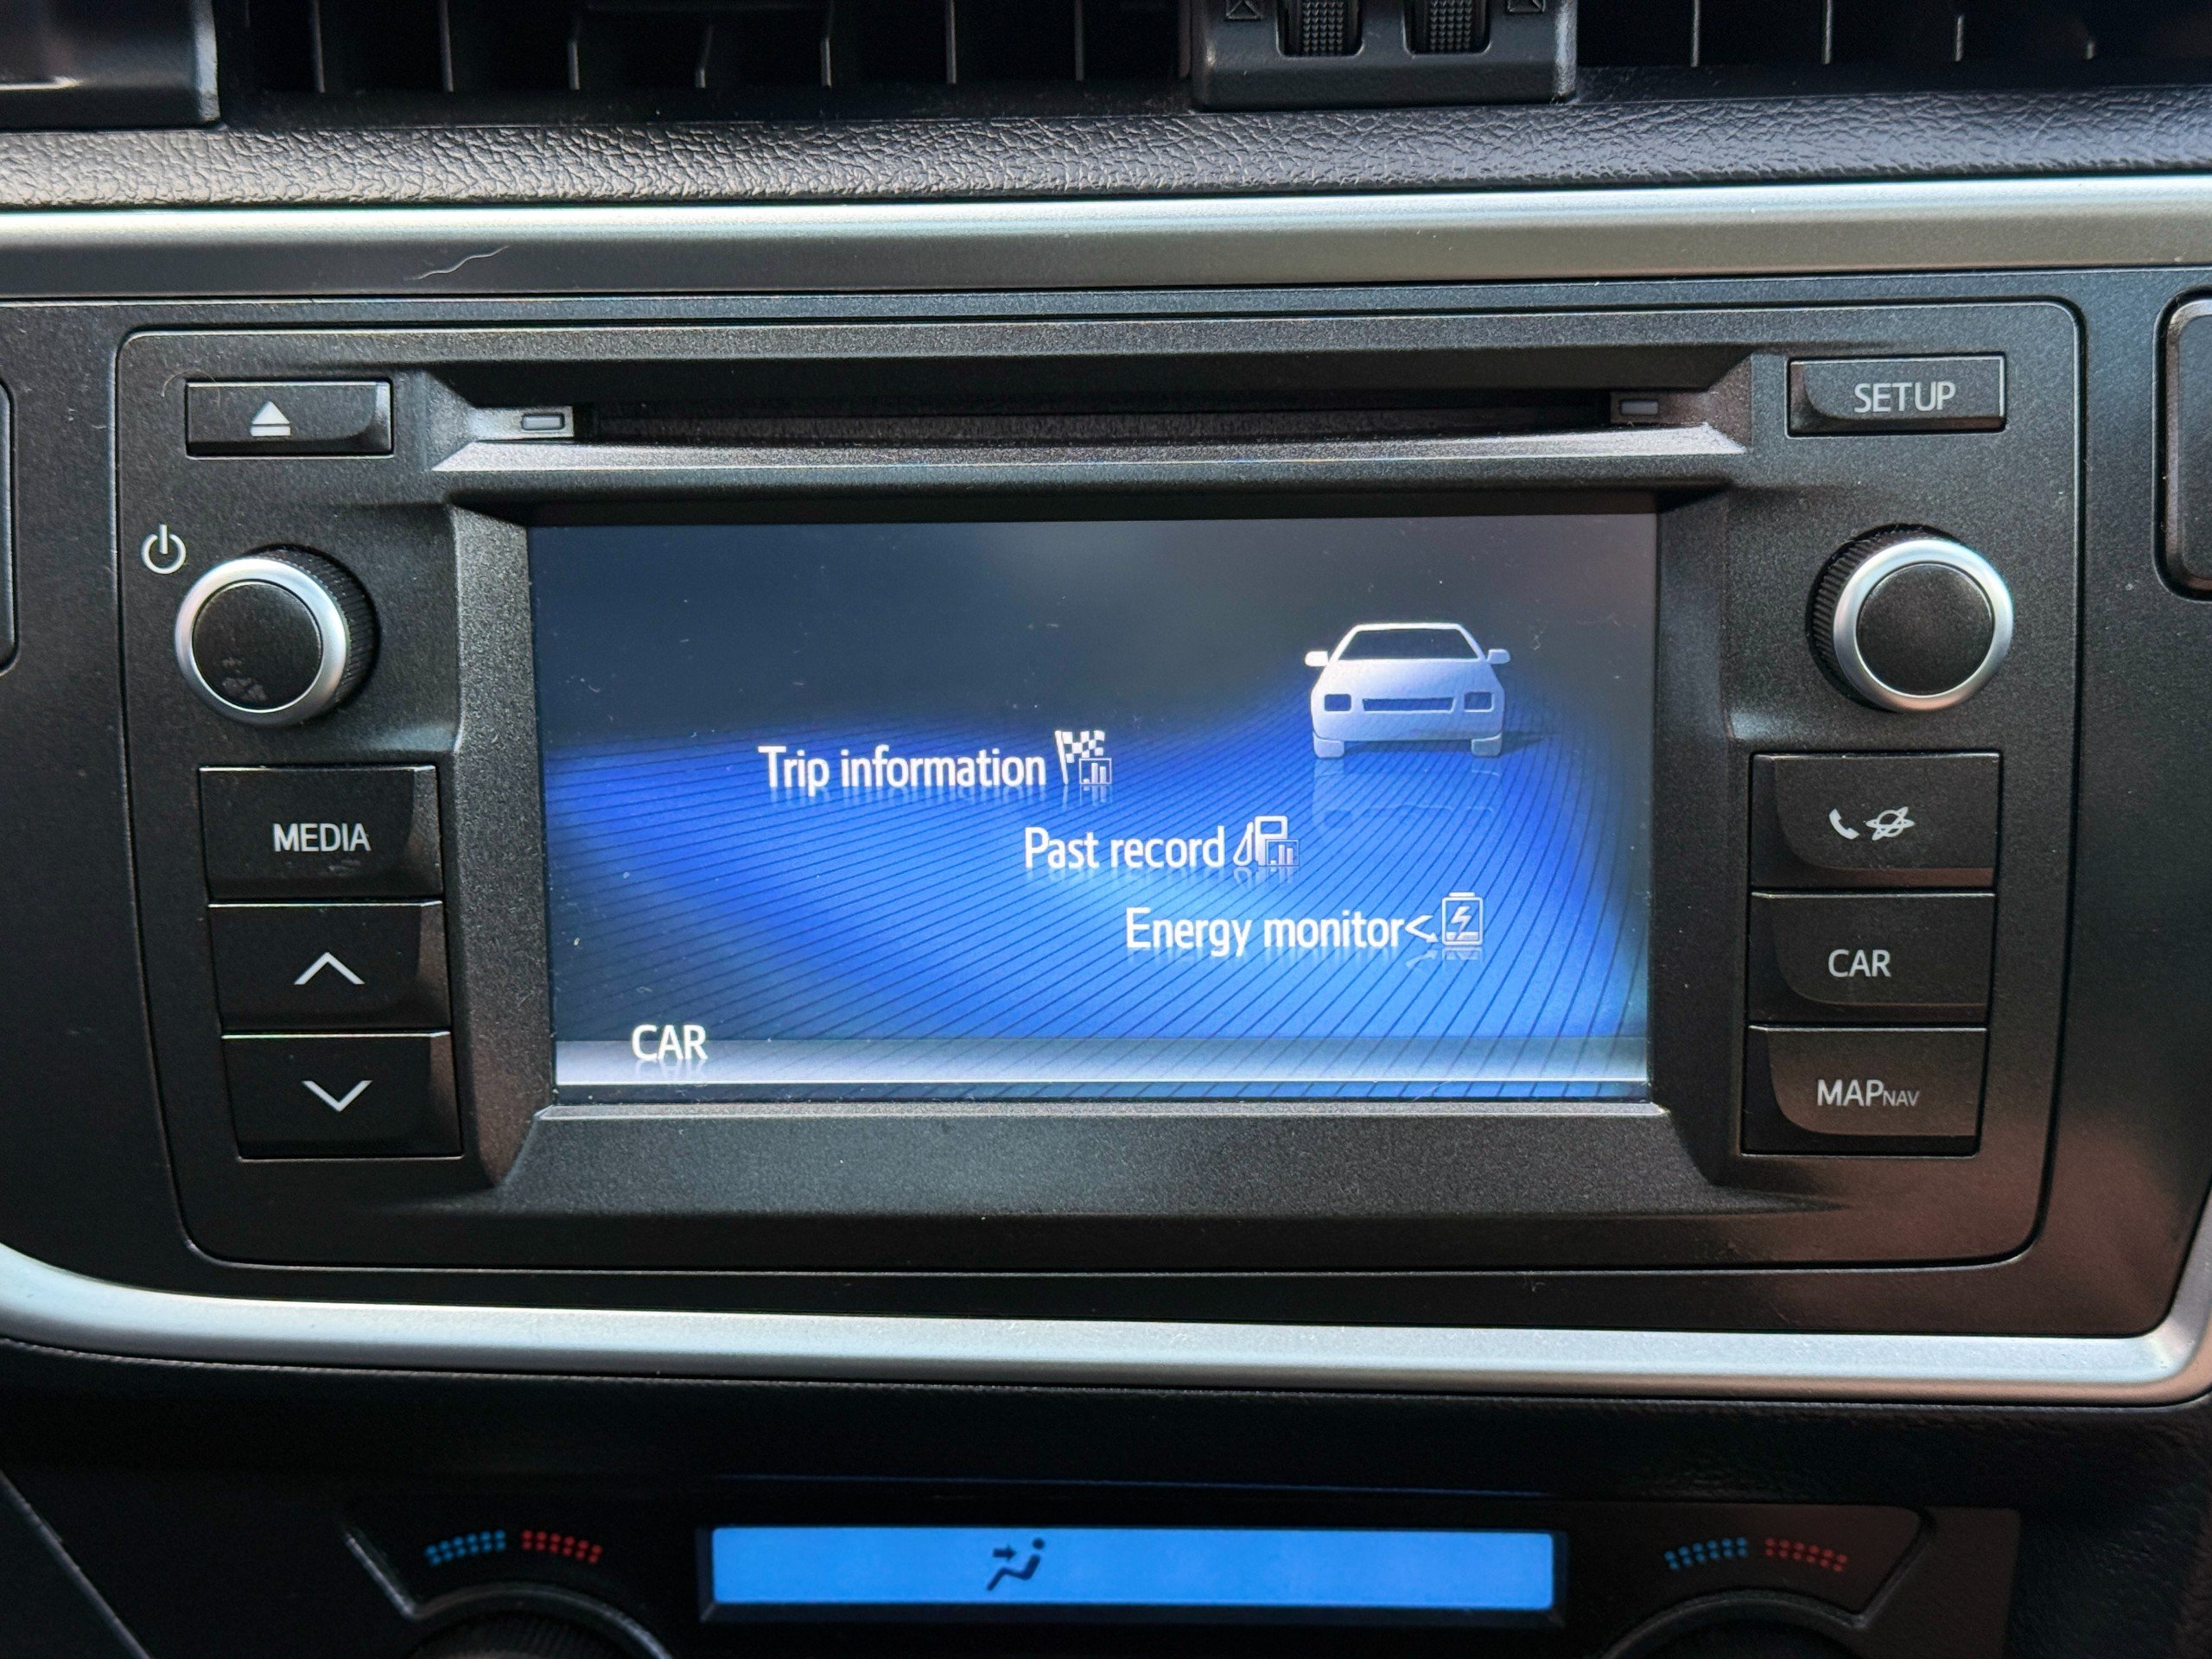 SETUP
MEDIA
Trip information
Past record
Energy monitor
CAR
CAR
MAPNAV